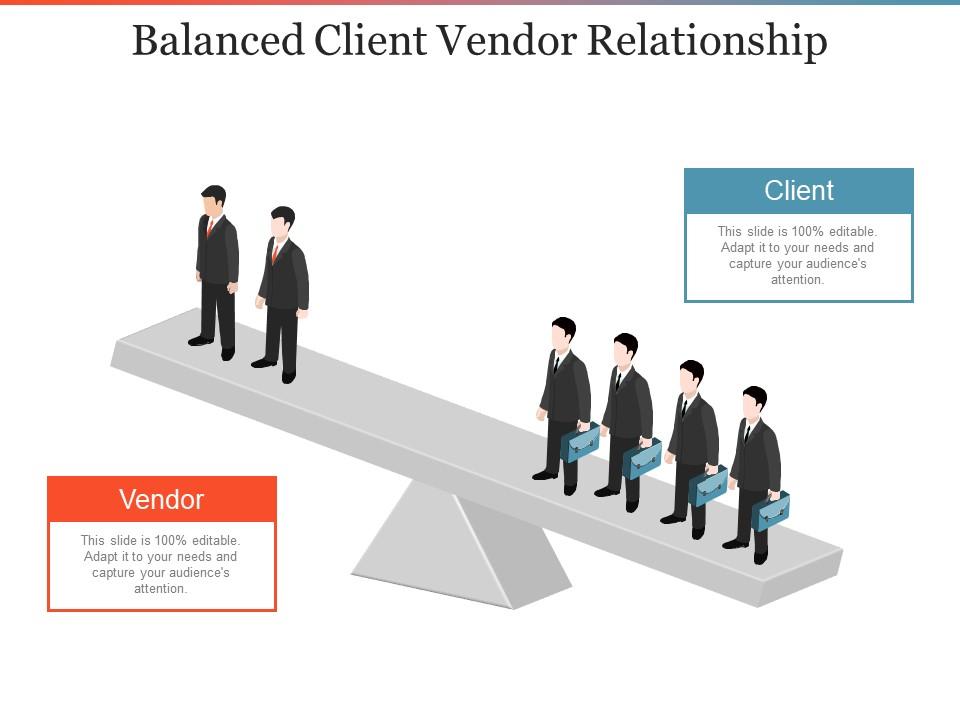 Balanced Client Vendor Relationship
Client
This slide is 100% editable.
Adapt it to your needs and
capture your audience's
attention.
Vendor
This slide is 100% editable.
Adapt it to your needs and
capture your audience's
attention.